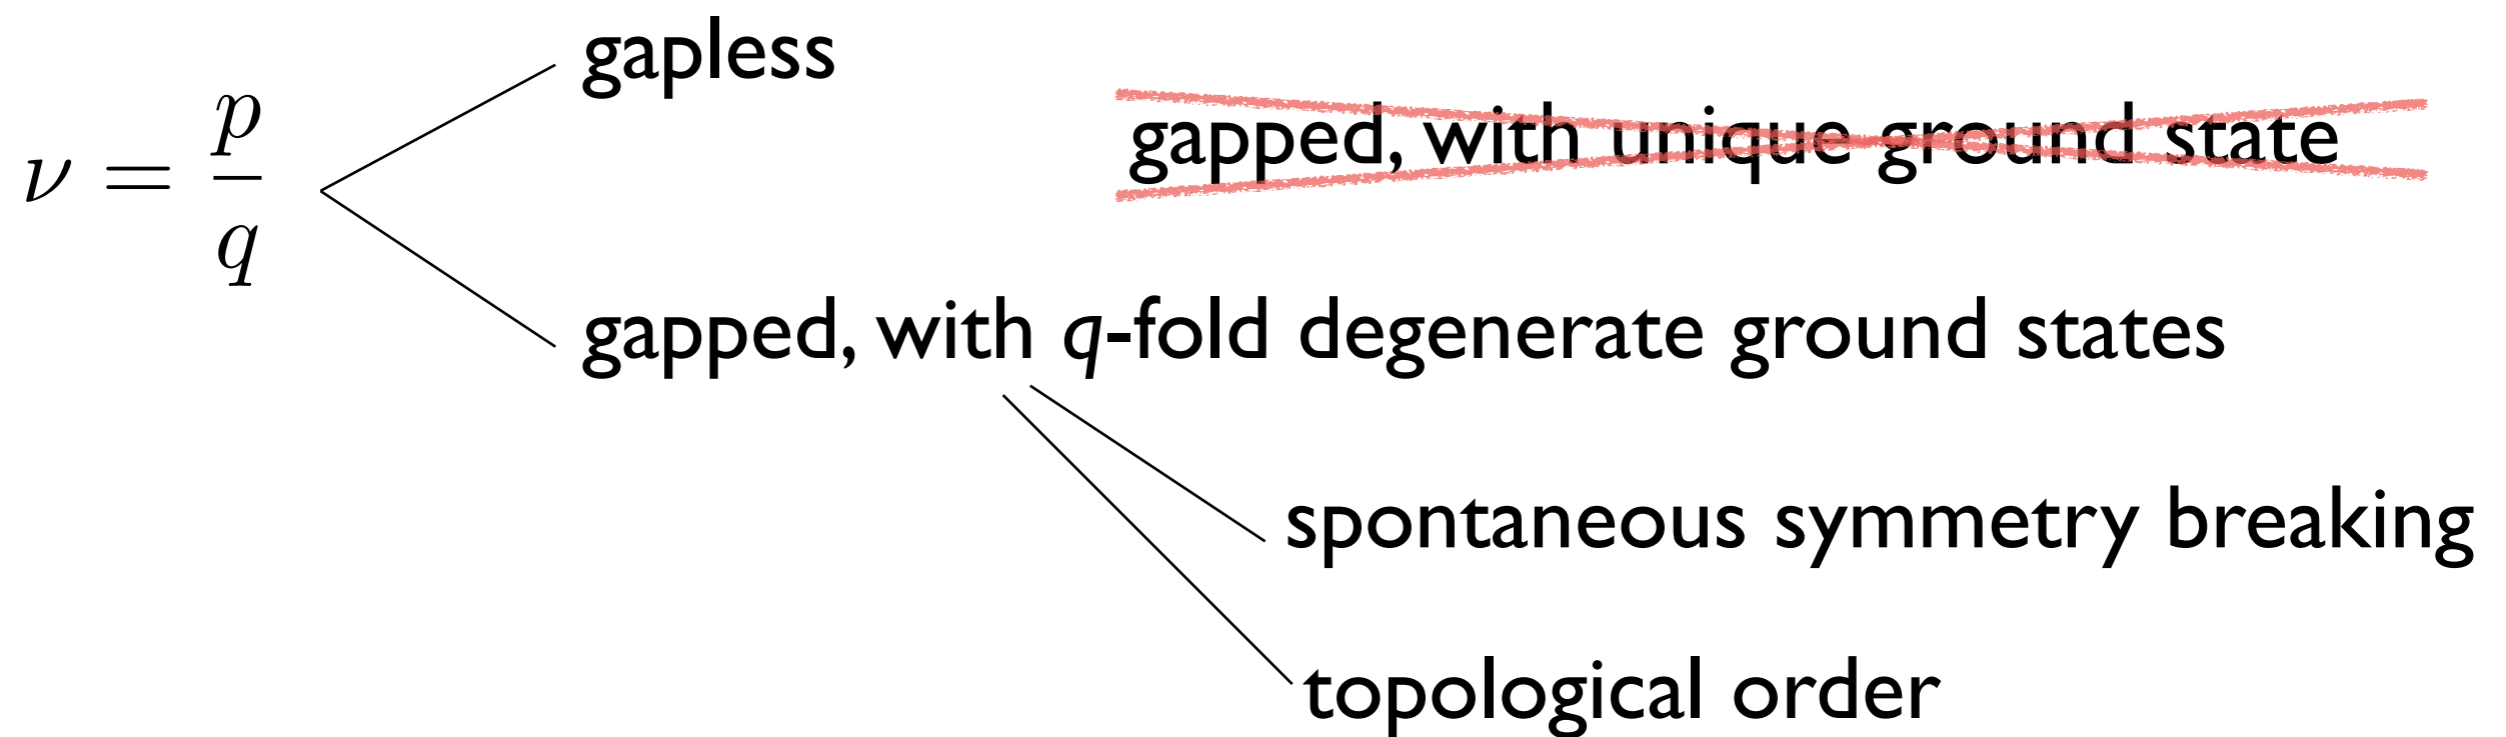 gapless
gapped, with unique ground state
ν = p/q
gapped, with q-fold degenerate ground states
spontaneous symmetry breaking
topological order